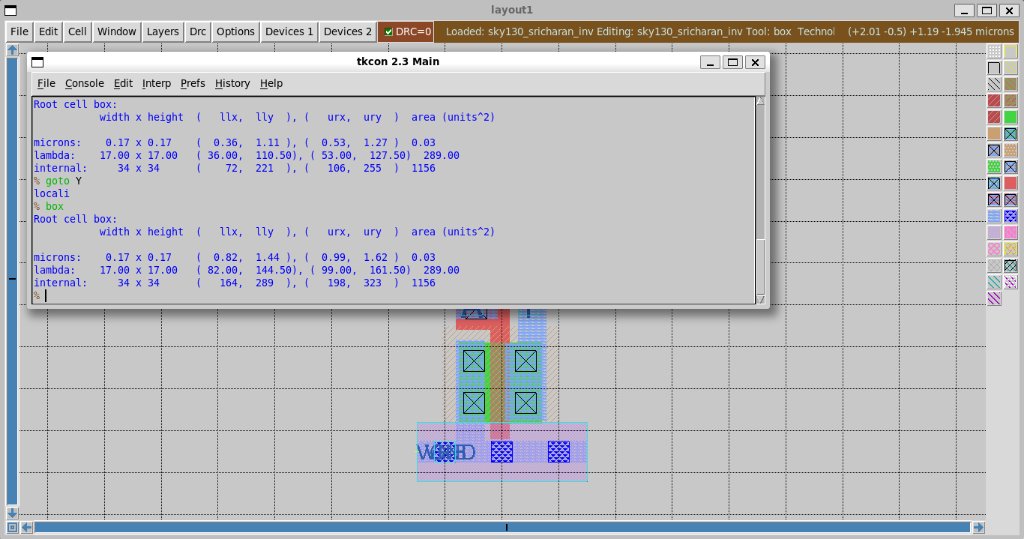 layout1
File Edit Cell Window Layers Drc Options Devices 1 Devices 2 DRC=0 Loaded: sky130_sricharan_inv Editing: sky130_sricharan_inv Tool: box Technol (+2.01 -0.5) +1.19 -1.945 microns
tkcon 2.3 Main
File Console Edit Interp Prefs History Help
Root cell box:
width x height ( llx, lly ), ( urx, ury ) area (units^2)
microns: 0.17 x 0.17 ( 0.36, 1.11 ), ( 0.53, 1.27 ) 0.03
lambda: 17.00 x 17.00 ( 36.00, 110.50), ( 53.00, 127.50) 289.00
internal: 34 x 34 ( 72, 221 ), ( 106, 255 ) 1156
% goto Y
locali
% box
Root cell box:
width x height ( llx, lly ), ( urx, ury ) area (units^2)
microns: 0.17 x 0.17 ( 0.82, 1.44 ), ( 0.99, 1.62 ) 0.03
lambda: 17.00 x 17.00 ( 82.00, 144.50), ( 99.00, 161.50) 289.00
internal: 34 x 34 ( 164, 289 ), ( 198, 323 ) 1156
%